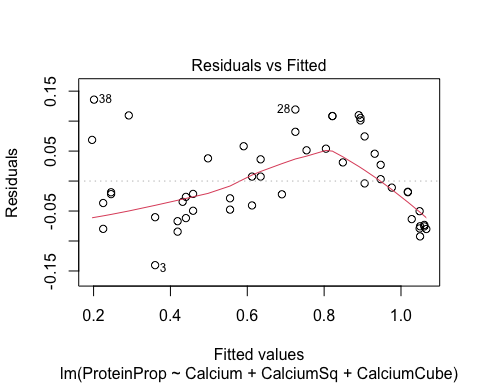 Residuals vs Fitted
Residuals
0.15
0.05
-0.05
-0.15
38
28
3
0.2 0.4 0.6 0.8 1.0
Fitted values
lm(ProteinProp ~ Calcium + CalciumSq + CalciumCube)